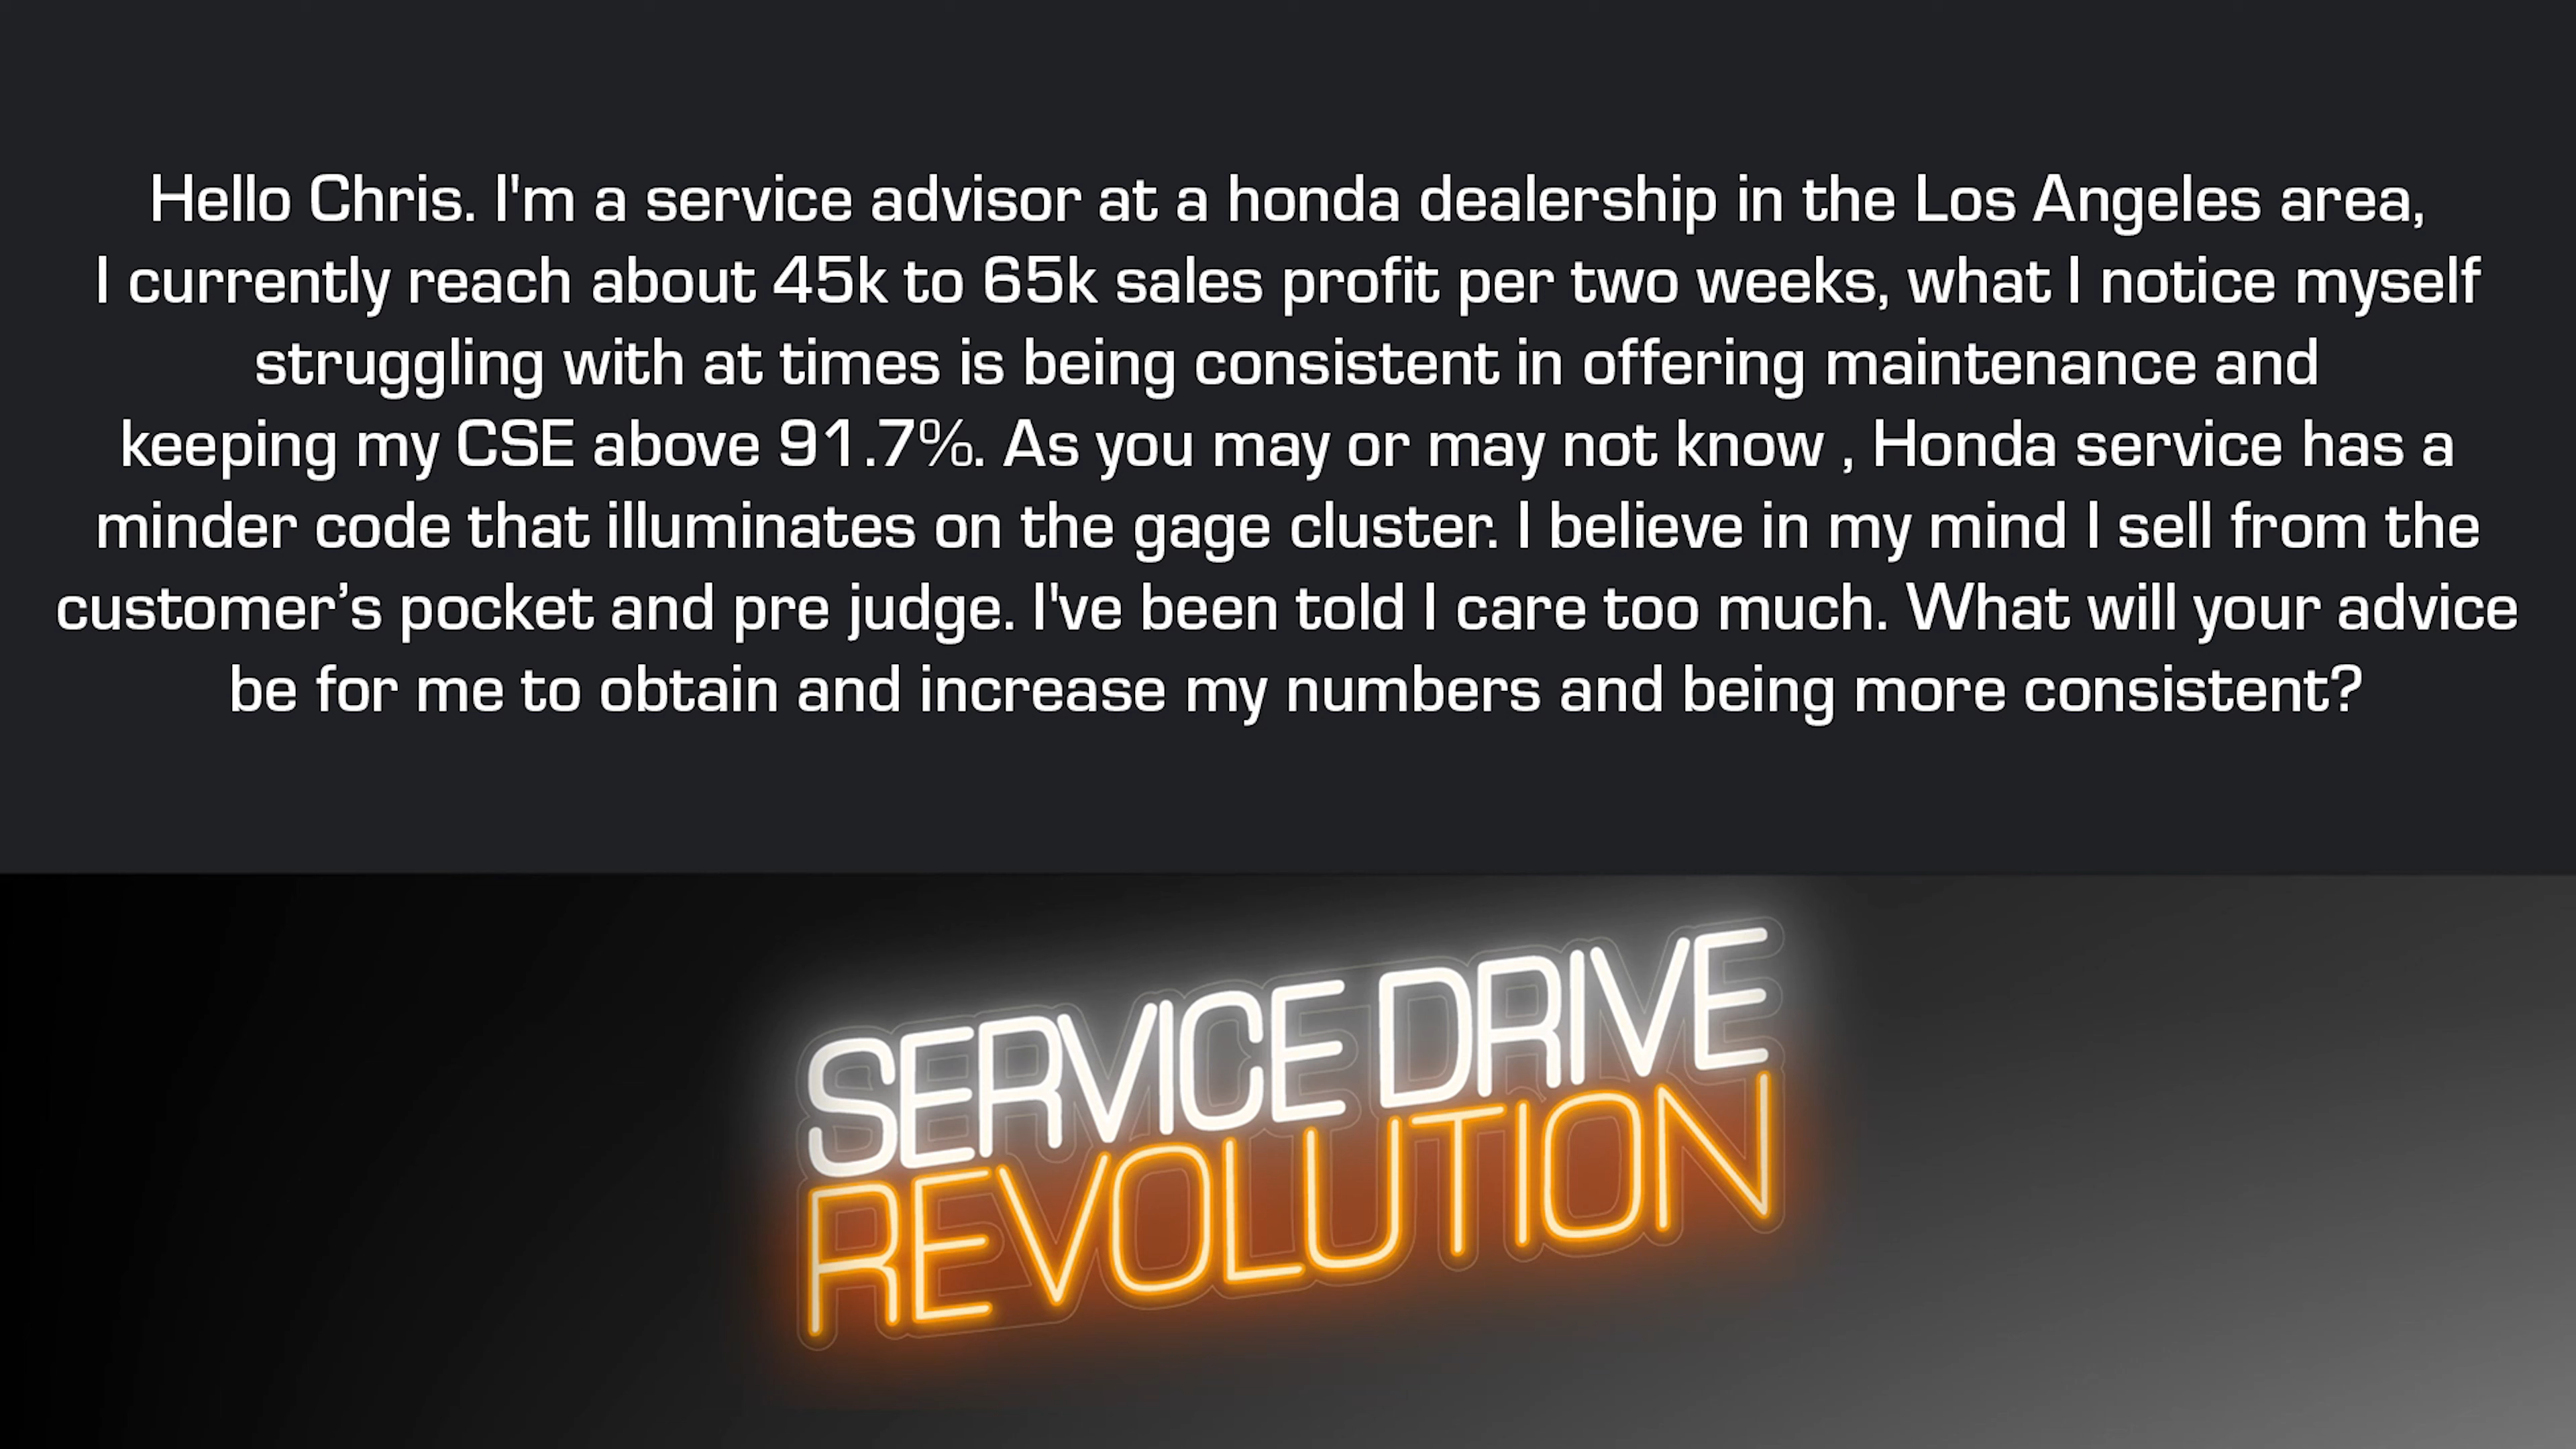 Hello Chris. I'm a service advisor at a honda dealership in the Los Angeles area,
I currently reach about 45k to 65k sales profit per two weeks, what I notice myself
struggling with at times is being consistent in offering maintenance and
keeping my CSE above 91.7%. As you may or may not know , Honda service has a
minder code that illuminates on the gage cluster. I believe in my mind I sell from the
customer’s pocket and pre judge. I've been told I care too much. What will your advice
be for me to obtain and increase my numbers and being more consistent?
SERVICE DRIVE
REVOLUTION